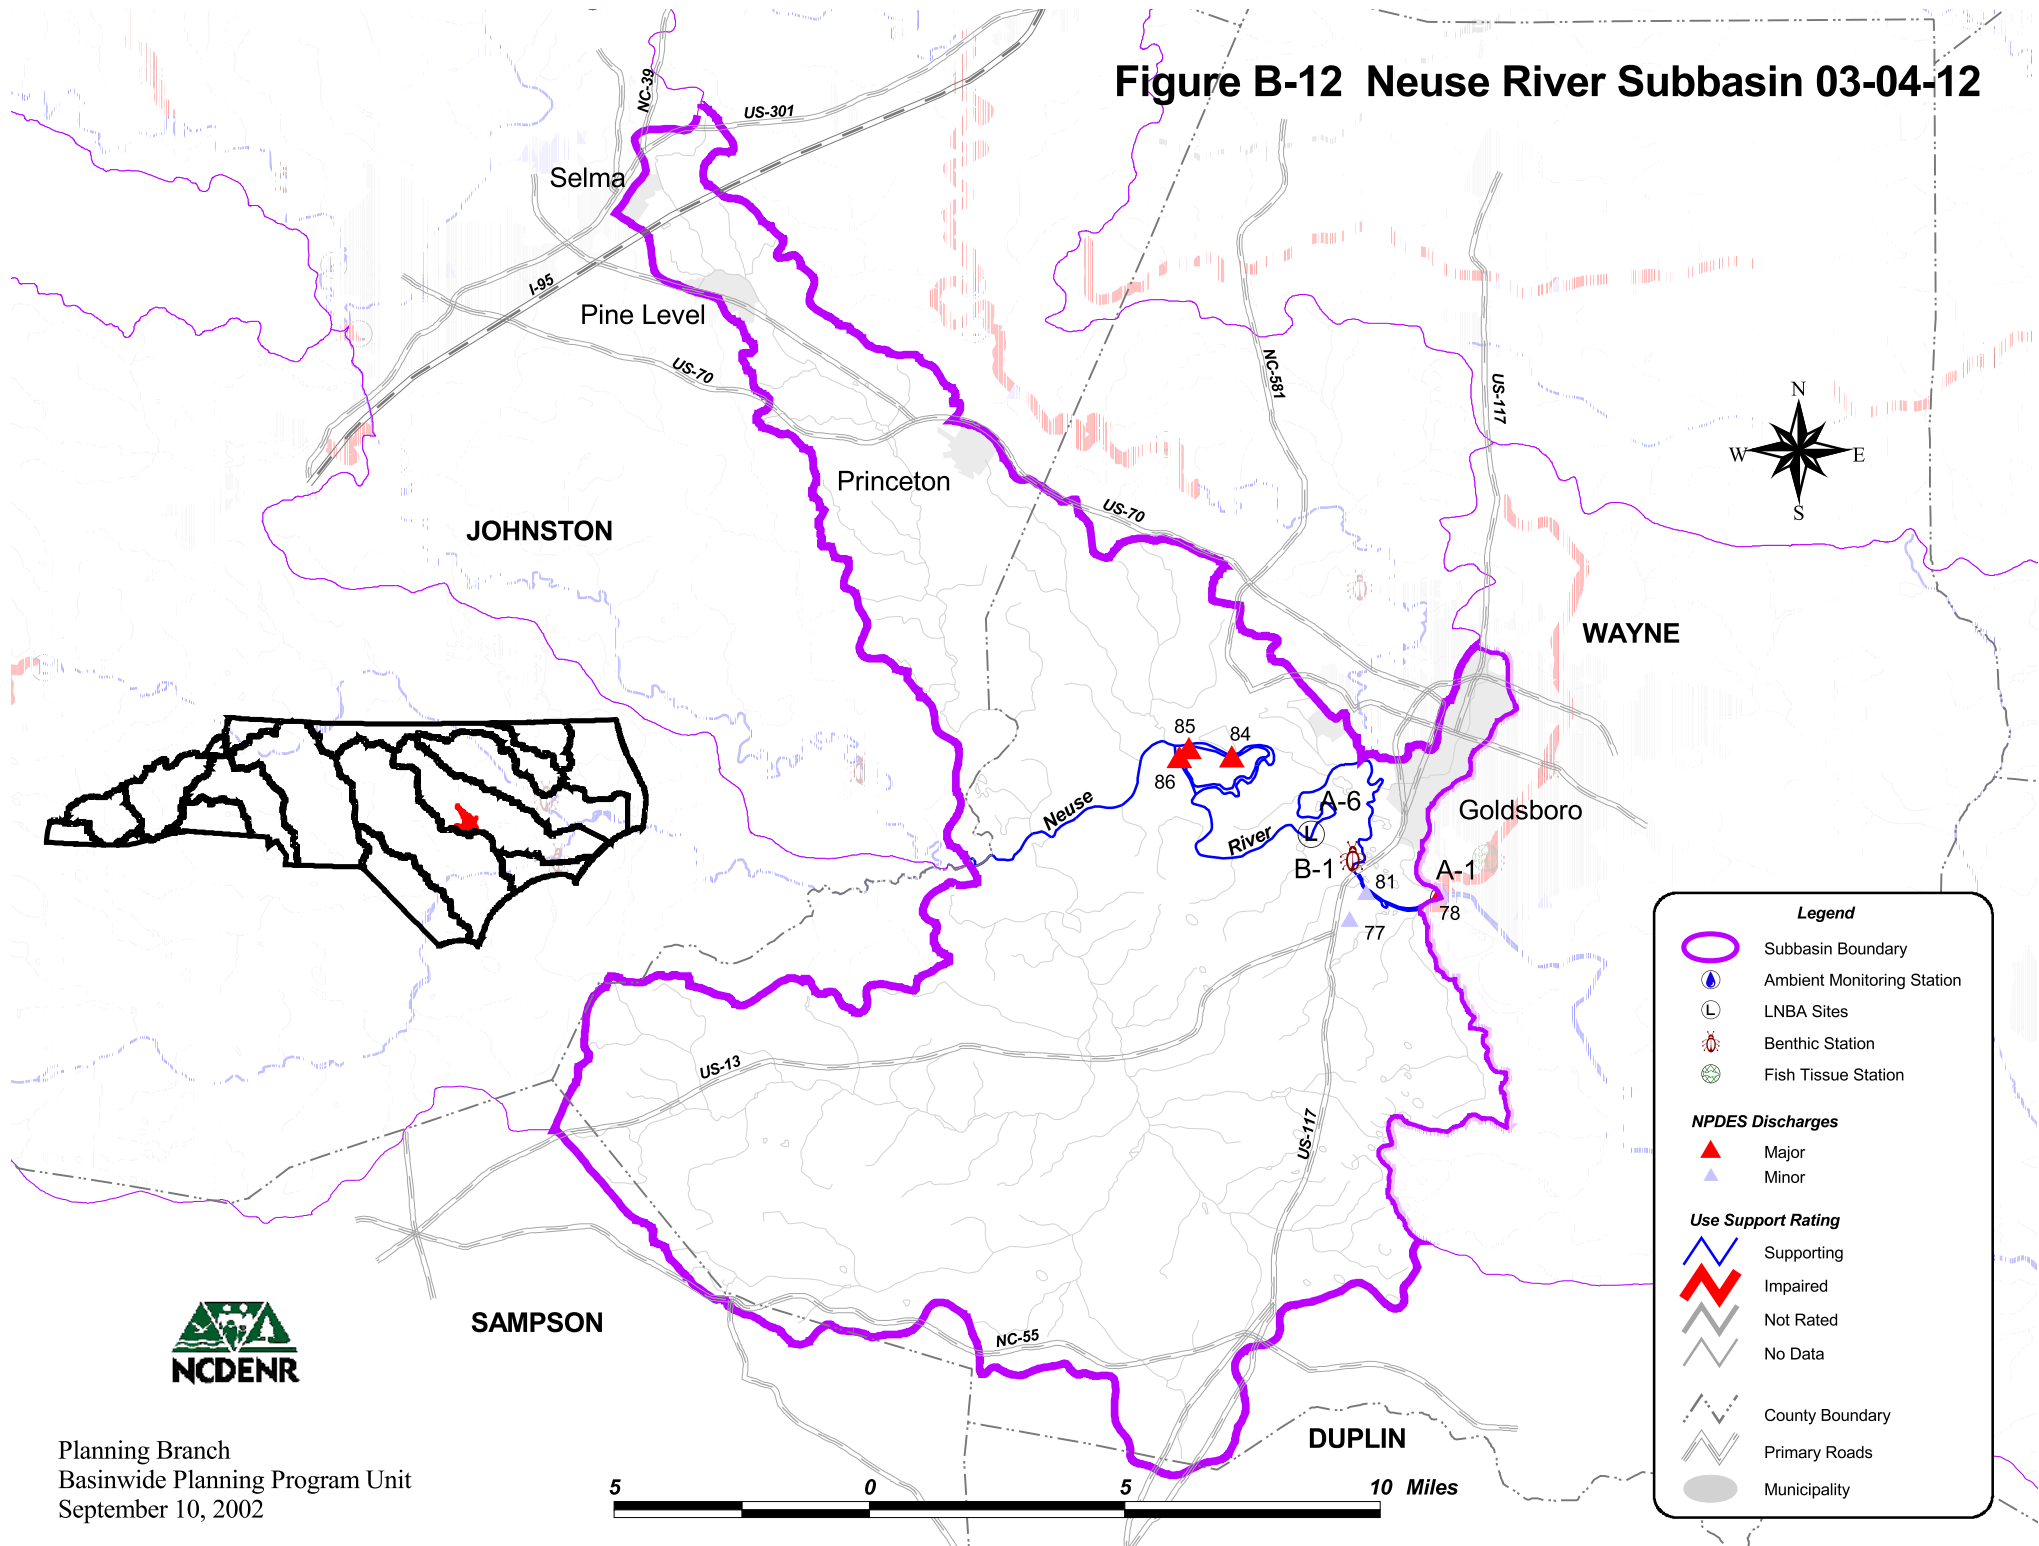 Figure B-12 Neuse River Subbasin 03-04-12
NC-39
US-301
Selma
I-95
Pine Level
US-70
NC-581
US-117
N
W
E
S
Princeton
US-70
JOHNSTON
WAYNE
85
84
86
Neuse
River
A-6
L
Goldsboro
B-1
A-1
81
78
77
US-13
US-117
SAMPSON
NC-55
DUPLIN
NCDENR
Planning Branch
Basinwide Planning Program Unit
September 10, 2002
5
0
5
10 Miles
Legend
Subbasin Boundary
Ambient Monitoring Station
L
LNBA Sites
Benthic Station
Fish Tissue Station
NPDES Discharges
Major
Minor
Use Support Rating
Supporting
Impaired
Not Rated
No Data
County Boundary
Primary Roads
Municipality